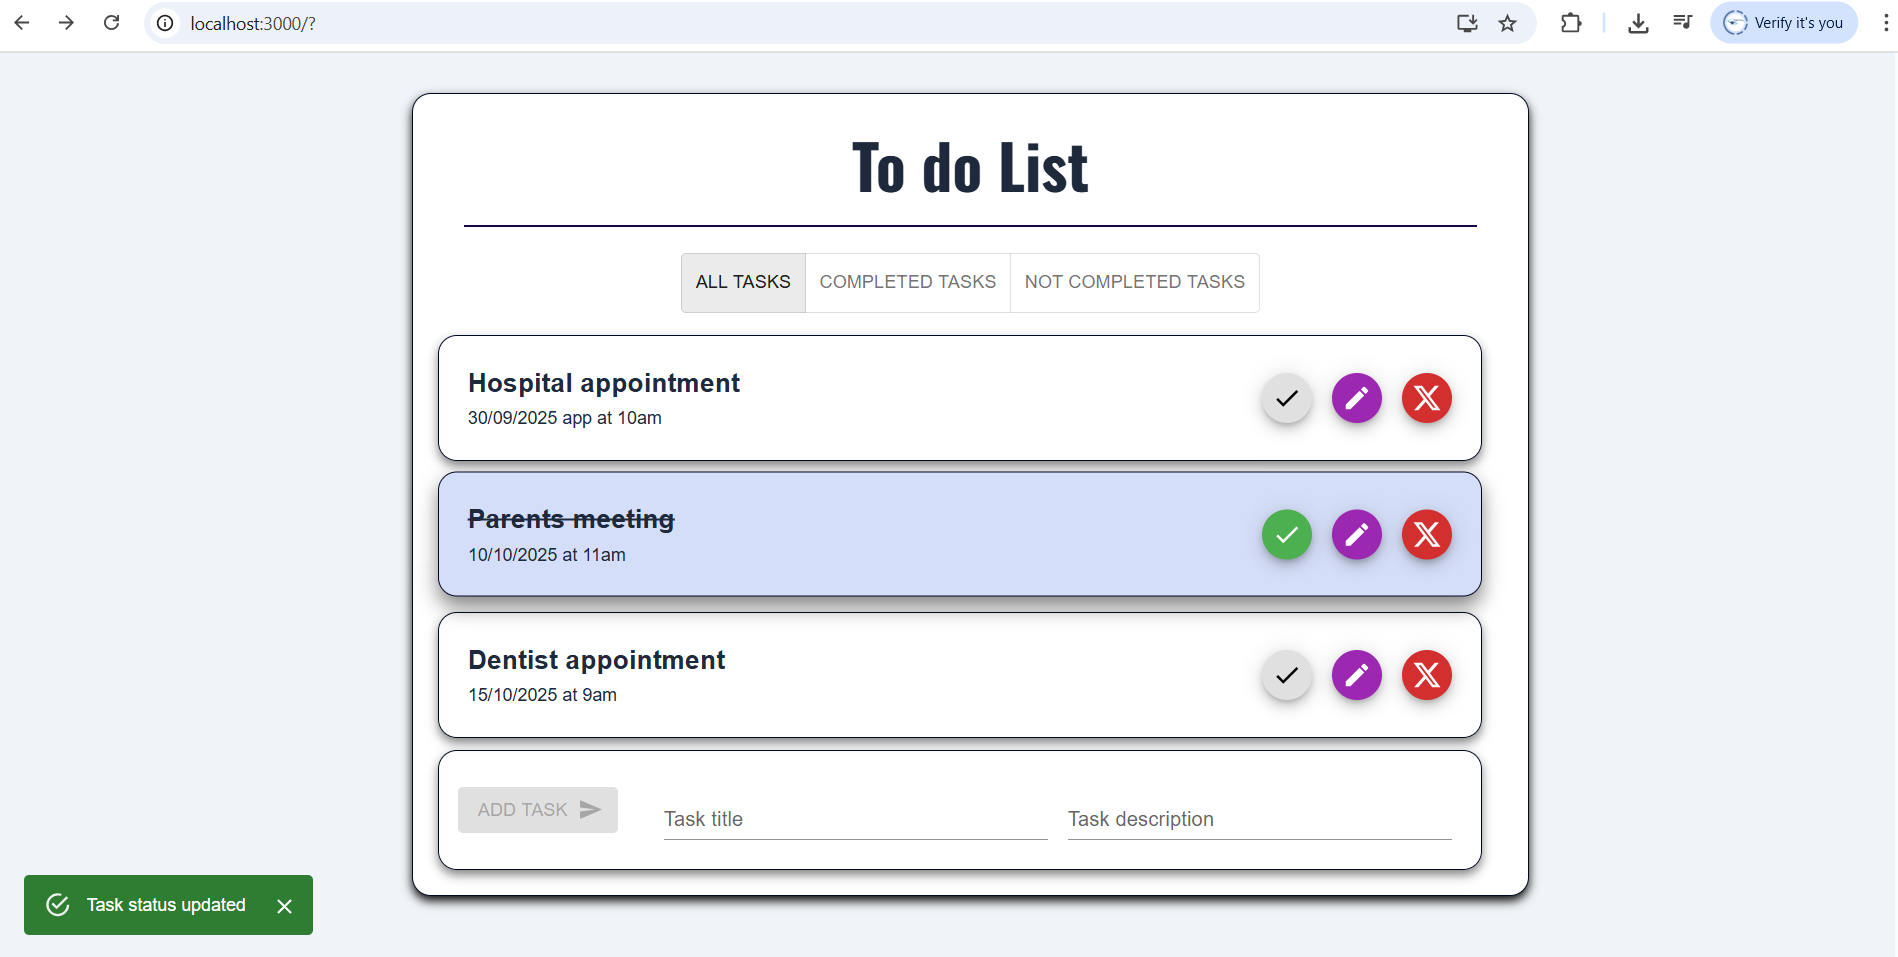 localhost:3000/?
Verify it's you
To do List
ALL TASKS
COMPLETED TASKS
NOT COMPLETED TASKS
Hospital appointment
30/09/2025 app at 10am
Parents meeting
10/10/2025 at 11am
Dentist appointment
15/10/2025 at 9am
ADD TASK
Task title
Task description
Task status updated